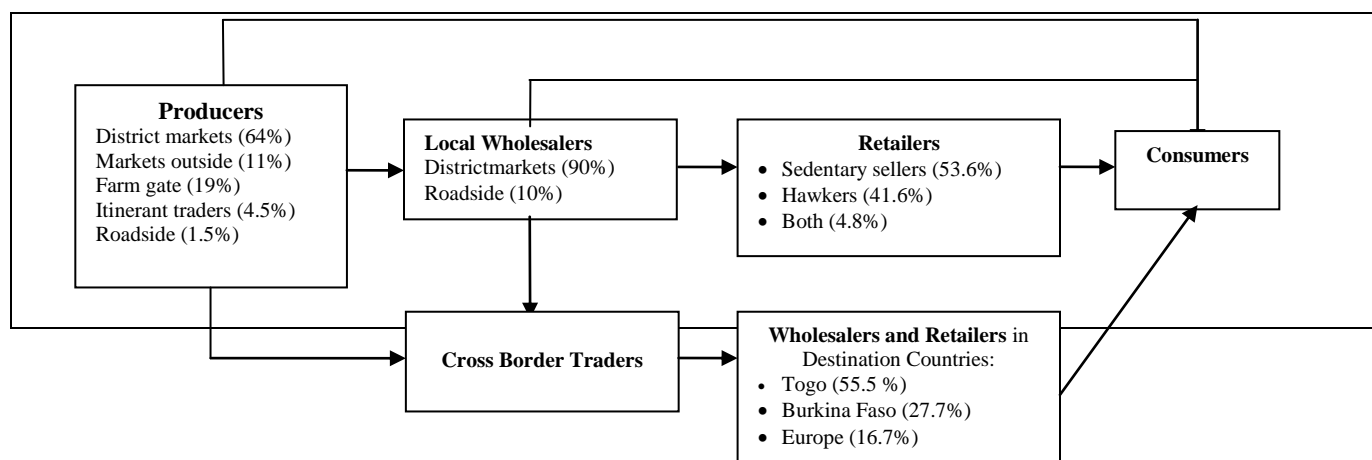 Producers
District markets (64%)
Markets outside (11%)
Farm gate (19%)
Itinerant traders (4.5%)
Roadside (1.5%)
Local Wholesalers
Districtmarkets (90%)
Roadside (10%)
Retailers
• Sedentary sellers (53.6%)
• Hawkers (41.6%)
• Both (4.8%)
Consumers
Cross Border Traders
Wholesalers and Retailers in
Destination Countries:
• Togo (55.5 %)
• Burkina Faso (27.7%)
• Europe (16.7%)